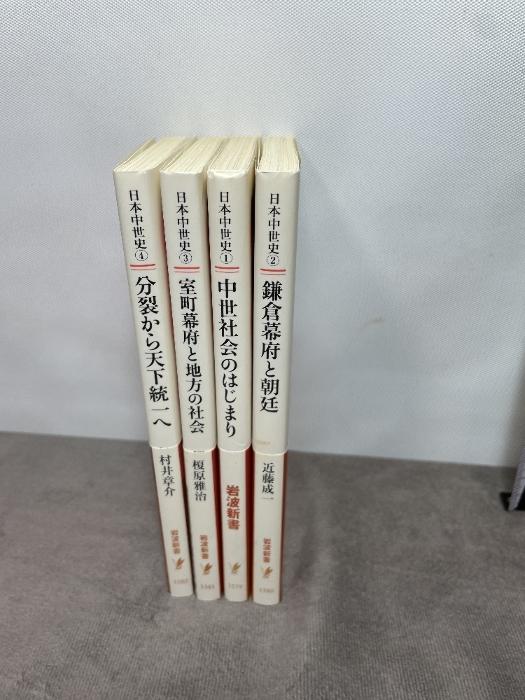 日本中世史④
分裂から天下統一へ
村井章介
岩波新書
日本中世史③
室町幕府と地方の社会
榎原雅治
岩波新書
日本中世史①
中世社会のはじまり
岩波新書
日本中世史②
鎌倉幕府と朝廷
近藤成一
岩波新書